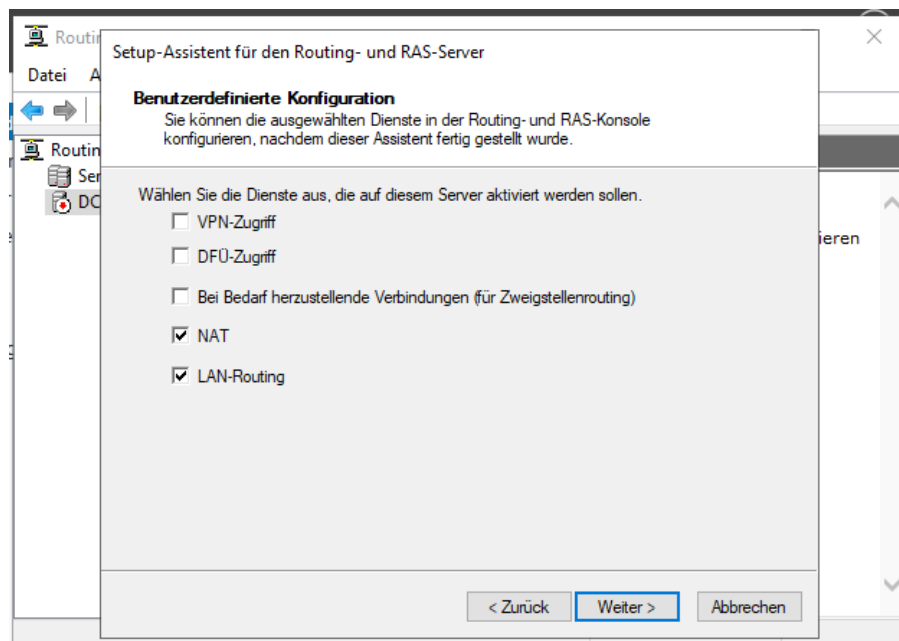 Setup-Assistent für den Routing- und RAS-Server
Datei
Benutzerdefinierte Konfiguration
Sie können die ausgewählten Dienste in der Routing- und RAS-Konsole
konfigurieren, nachdem dieser Assistent fertig gestellt wurde.
Wählen Sie die Dienste aus, die auf diesem Server aktiviert werden sollen.
DC
VPN-Zugriff
ieren
DFÜ-Zugriff
Bei Bedarf herzustellende Verbindungen (für Zweigstellenrouting)
NAT
LAN-Routing
< Zurück
Weiter >
Abbrechen